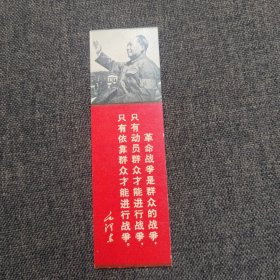 革命战争是群众的战争，
只有动员群众才能进行战争，
只有依靠群众才能进行战争。
毛泽东